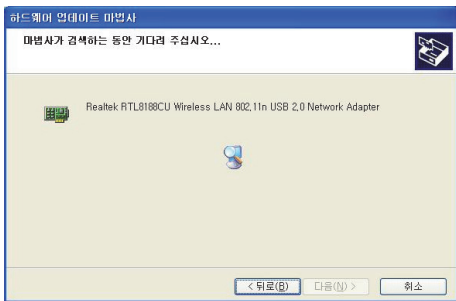 하드웨어 업데이트 마법사
마법사가 검색하는 동안 기다려 주십시오...
Realtek RTL8188CU Wireless LAN 802,11n USB 2,0 Network Adapter
< 뒤로(B)
다음(N) >
취소